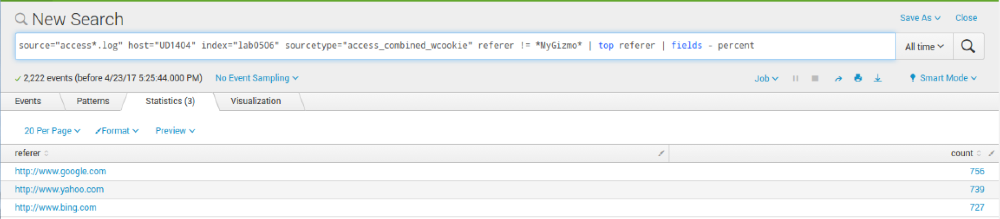 New Search
Save As Close
source="access*.log" host="UD1404" index="lab0506" sourcetype="access_combined_wcookie" referer != *MyGizmo* | top referer | fields - percent
All time
2,222 events (before 4/23/17 5:25:44.000 PM) No Event Sampling
Job Smart Mode
Events Patterns Statistics (3) Visualization
20 Per Page Format Preview
referer count
http://www.google.com 756
http://www.yahoo.com 739
http://www.bing.com 727